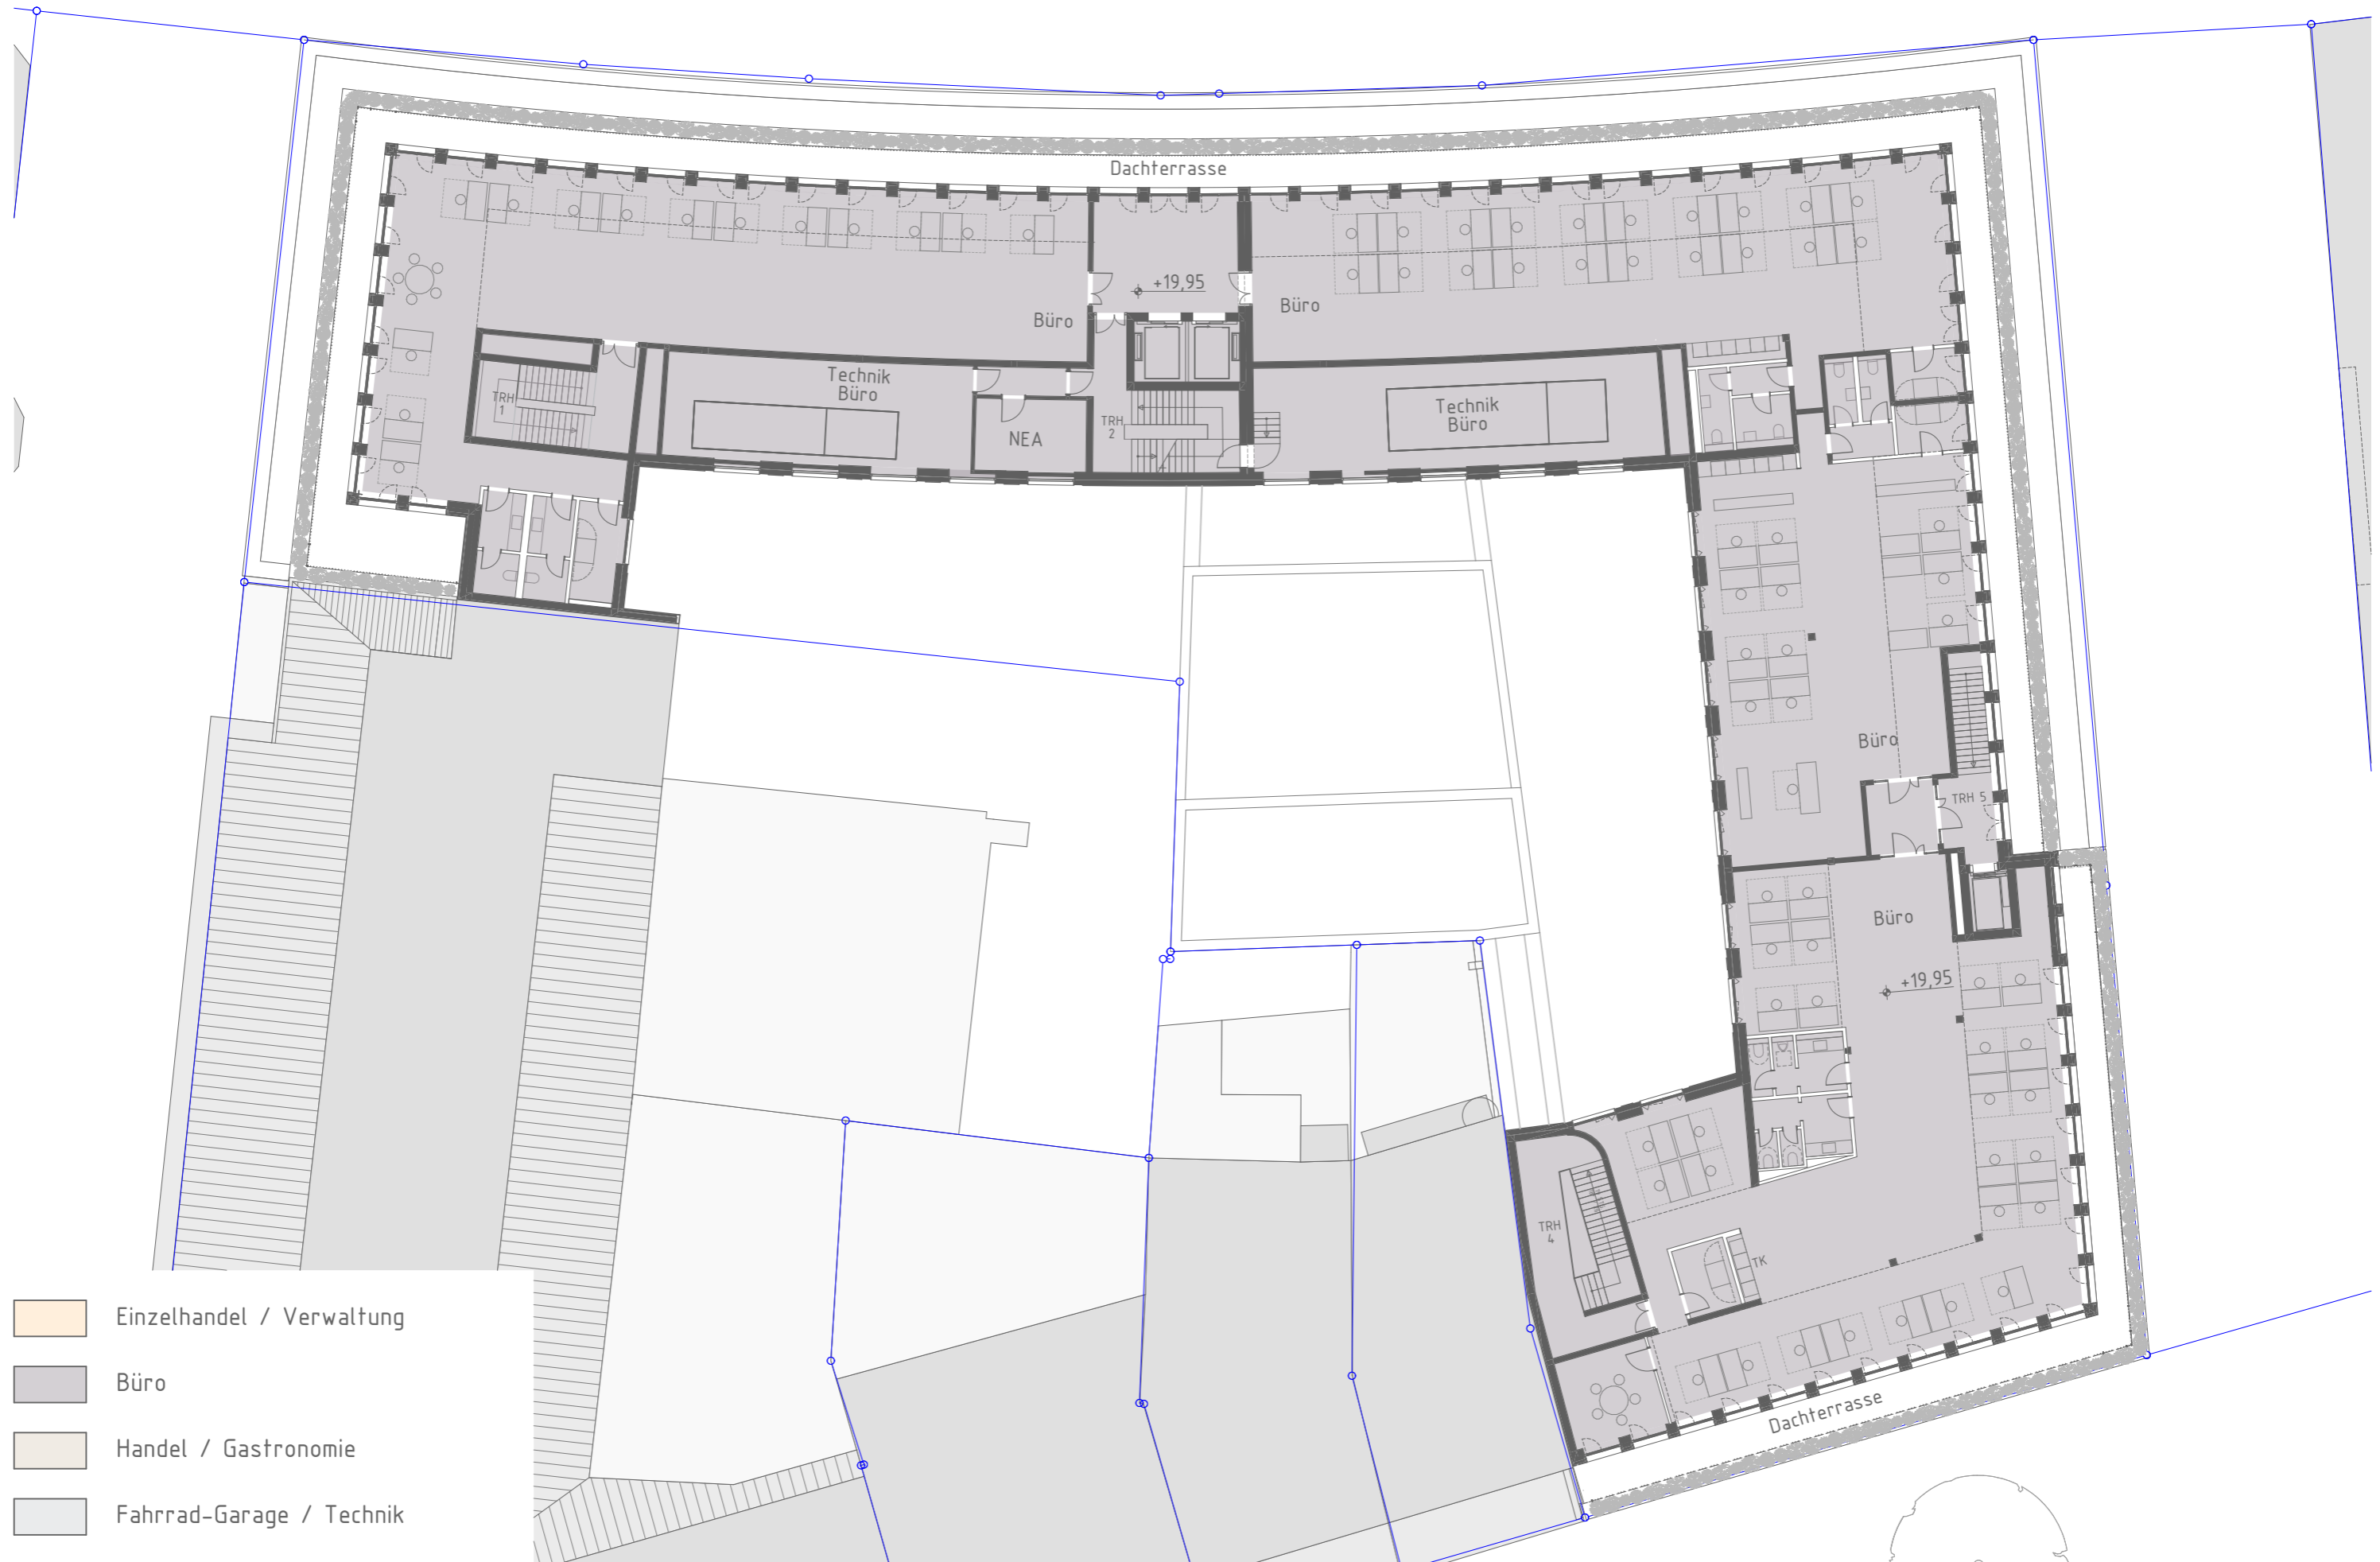 Dachterrasse
+19,95
Büro
Büro
Technik
Büro
TRH
1
NEA
TRH
2
Technik
Büro
Büro
TRH 5
Büro
+19,95
TRH
4
TK
Dachterrasse
Einzelhandel / Verwaltung
Büro
Handel / Gastronomie
Fahrrad-Garage / Technik